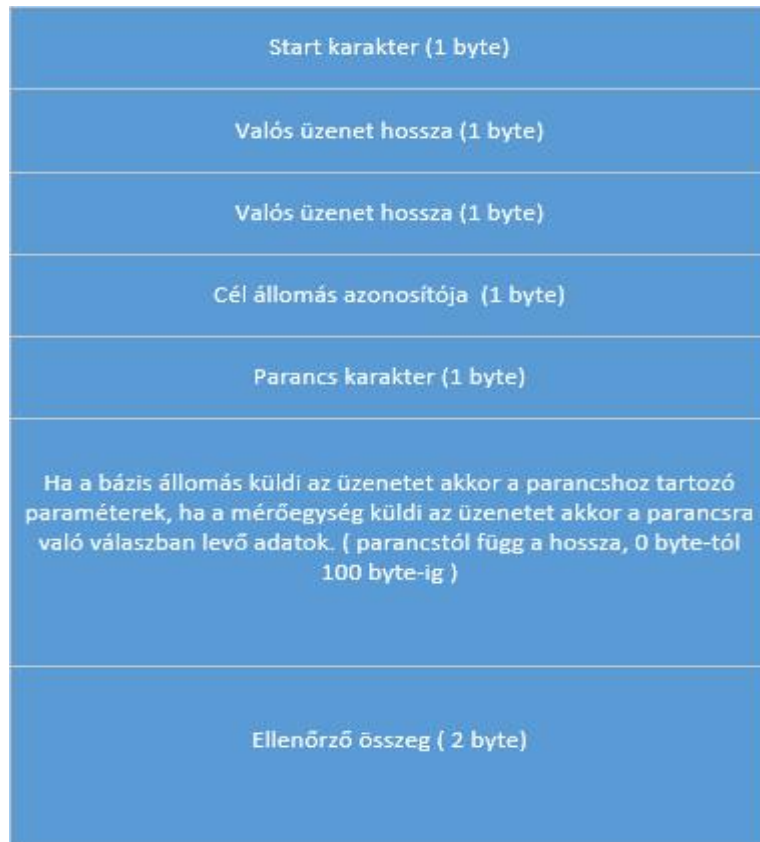 Start karakter (1 byte)
Valós üzenet hossza (1 byte)
Valós üzenet hossza (1 byte)
Cél állomás azonosítója (1 byte)
Parancs karakter (1 byte)
Ha a bázis állomás küldi az üzenetet akkor a parancshoz tartozó
paraméterek, ha a mérőegység küldi az üzenetet akkor a parancsra
való válaszban levő adatok. ( parancstól függ a hossza, 0 byte-tól
100 byte-ig )
Ellenőrző összeg ( 2 byte)